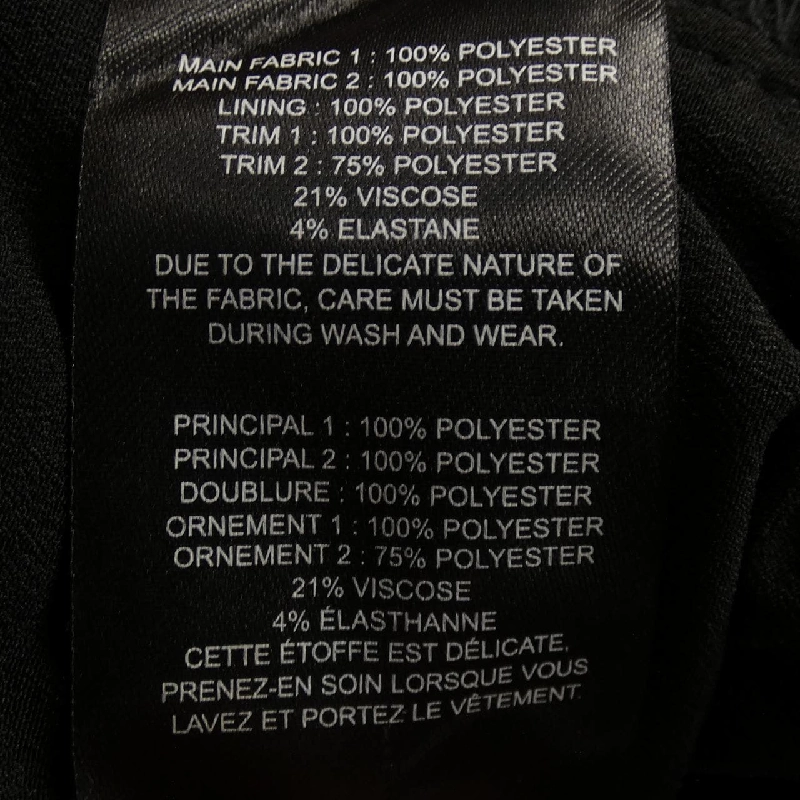 MAIN FABRIC 1 : 100% POLYESTER
MAIN FABRIC 2 : 100% POLYESTER
LINING : 100% POLYESTER
TRIM 1 : 100% POLYESTER
TRIM 2 : 75% POLYESTER
21% VISCOSE
4% ELASTANE
DUE TO THE DELICATE NATURE OF
THE FABRIC, CARE MUST BE TAKEN
DURING WASH AND WEAR.
PRINCIPAL 1 : 100% POLYESTER
PRINCIPAL 2 : 100% POLYESTER
DOUBLURE : 100% POLYESTER
ORNEMENT 1 : 100% POLYESTER
ORNEMENT 2 : 75% POLYESTER
21% VISCOSE
4% ÉLASTHANNE
CETTE ÉTOFFE EST DÉLICATE,
PRENEZ-EN SOIN LORSQUE VOUS
LAVEZ ET PORTEZ LE VÊTEMENT.